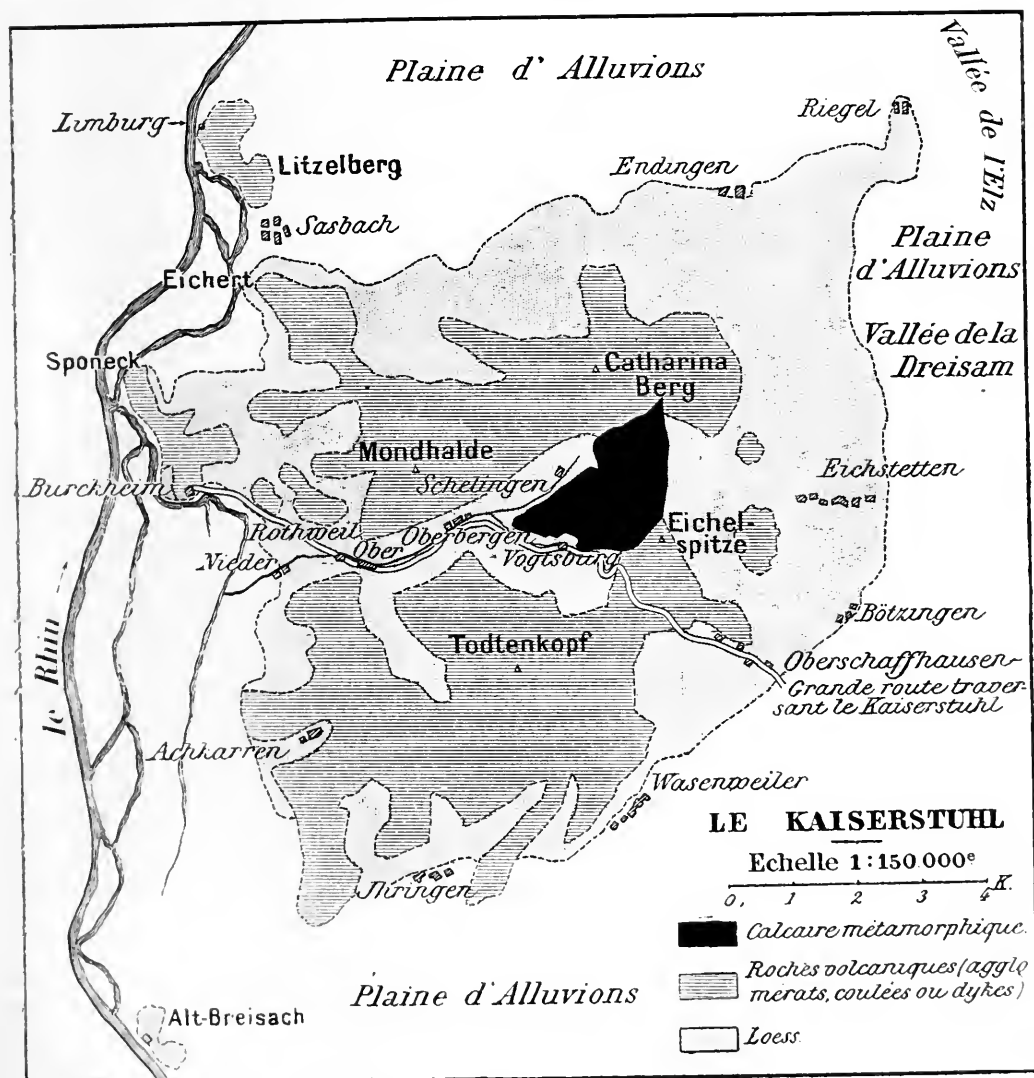 Plaine d'Alluvions
Vallée de l'Elz
Limburg
Riegel
Litzelberg
Endingen
Sasbach
Plaine
d'Alluvions
Eichert
Vallée de la
Dreisam
Sponeck
Catharina
Berg
Mondhalde
Schelingen
Eichstetten
Burckheim
Rothweil
Oberbergen
Eichel-
spitze
Nieder
Ober
Vogtsburg
Bötzingen
Todtenkopf
Oberschaffhausen
Grande route traver-
sant le Kaiserstuhl
le Rhin
Achkarren
Wasenweiler
LE KAISERSTUHL
Echelle 1:150.000e
0, 1 2 3 4 K.
Ihringen
Calcaire métamorphique.
Roches volcaniques (agglo
mérats, coulées ou dykes)
Plaine d'Alluvions
Alt-Breisach
Loess